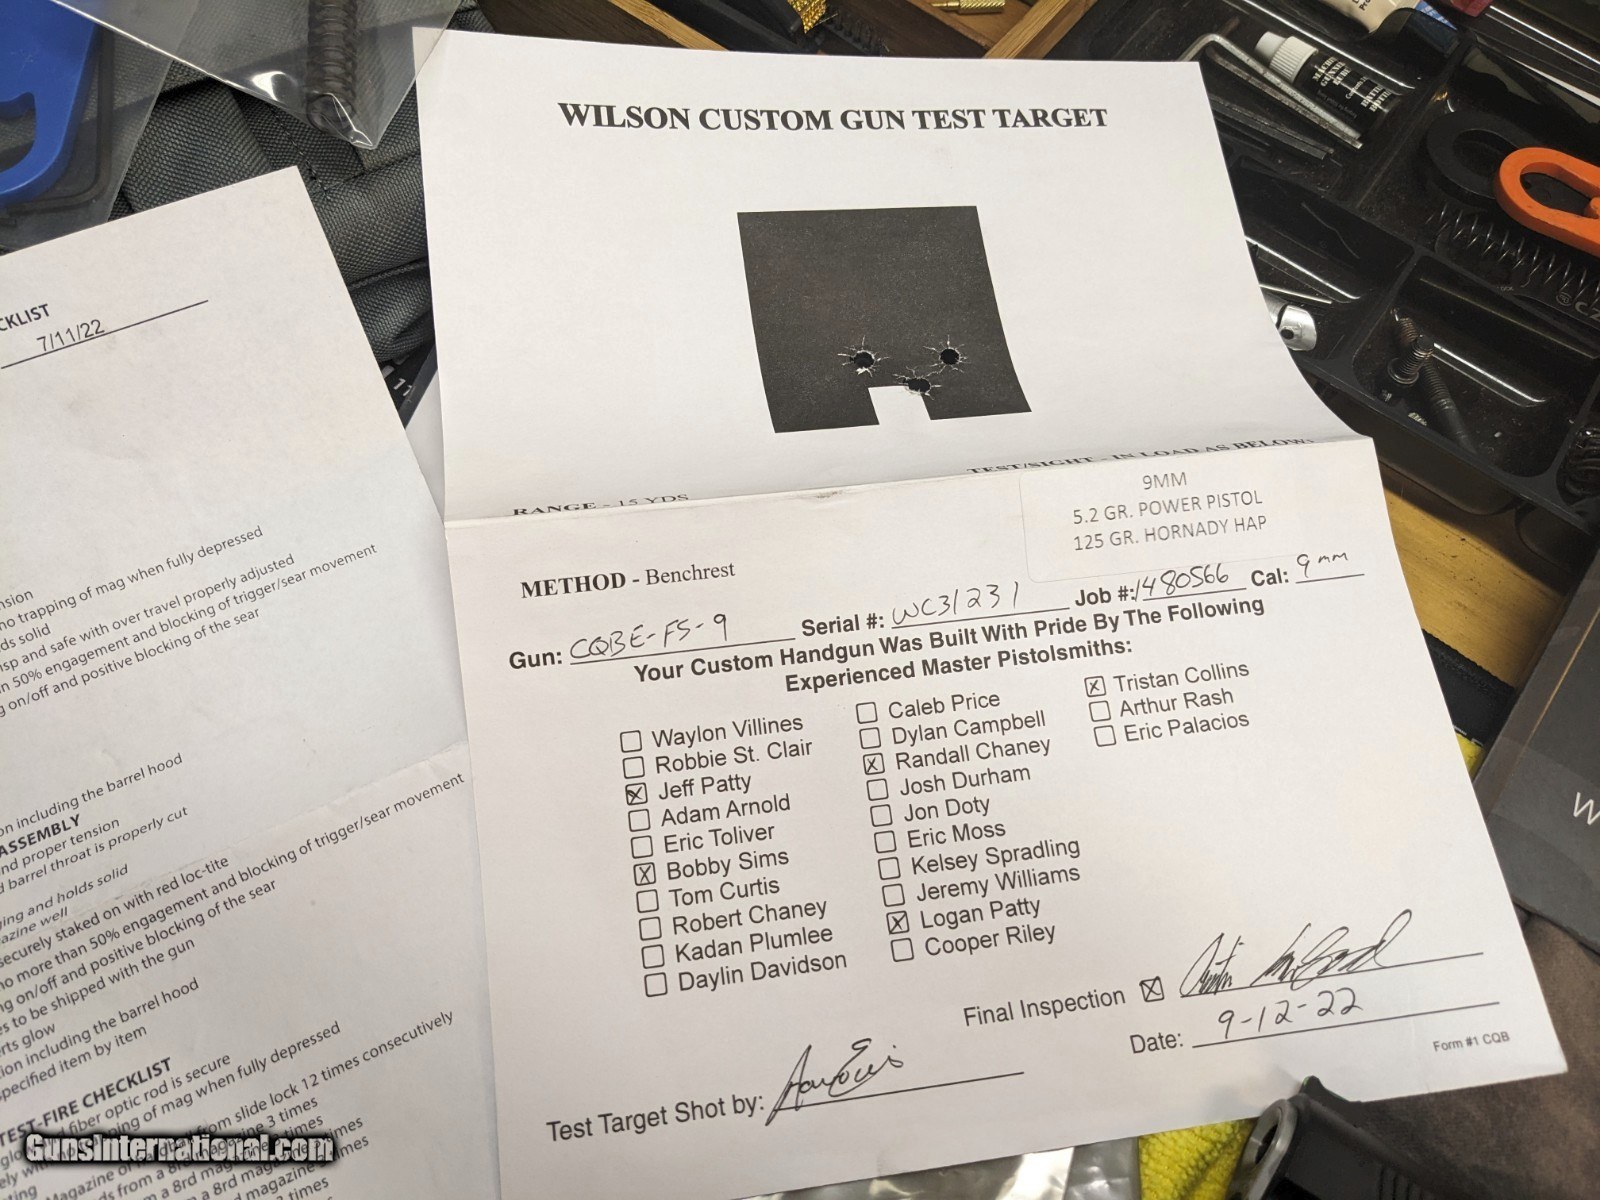 WILSON CUSTOM GUN TEST TARGET
TEST/SIGHT - IN LOAD AS BELOW:
RANGE - 15 YDS
9MM
5.2 GR. POWER PISTOL
125 GR. HORNADY HAP
METHOD - Benchrest
Gun: CQBE-FS-9 Serial #: WC31231 Job #: 1480566 Cal: 9mm
Your Custom Handgun Was Built With Pride By The Following
Experienced Master Pistolsmiths:
Waylon Villines
Robbie St. Clair
Jeff Patty
Adam Arnold
Eric Toliver
Bobby Sims
Tom Curtis
Robert Chaney
Kadan Plumlee
Daylin Davidson
Caleb Price
Dylan Campbell
Randall Chaney
Josh Durham
Jon Doty
Eric Moss
Kelsey Spradling
Jeremy Williams
Logan Patty
Cooper Riley
Tristan Collins
Arthur Rash
Eric Palacios
Final Inspection
Date: 9-12-22
Form #1 CQB
Test Target Shot by:
CKLIST
7/11/22
nsion
no trapping of mag when fully depressed
ds solid
isp and safe with over travel properly adjusted
n 50% engagement and blocking of trigger/sear movement
g on/off and positive blocking of the sear
on including the barrel hood
ASSEMBLY
nd proper tension
d barrel throat is properly cut
ging and holds solid
azine well
securely staked on with red loc-tite
no more than 50% engagement and blocking of trigger/sear movement
ng on/off and positive blocking of the sear
es to be shipped with the gun
rts glow
tion including the barrel hood
specified item by item
TEST-FIRE CHECKLIST
fiber optic rod is secure
of mag when fully depressed
from slide lock 12 times consecutively
GunsInternational.com